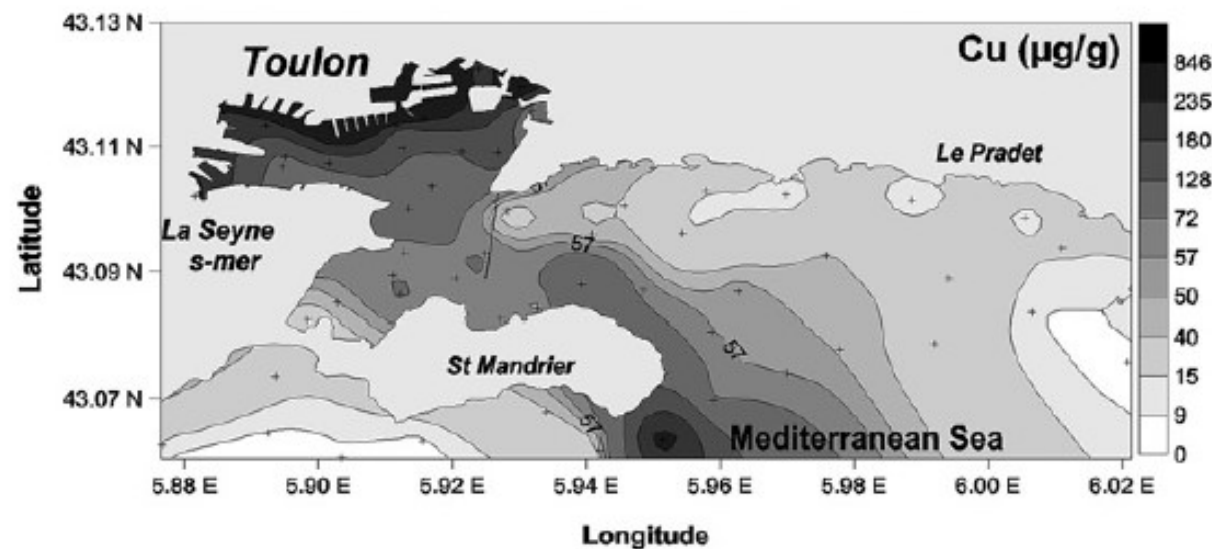 43.13 N
43.11 N
43.09 N
43.07 N
Latitude
Toulon
Cu (µg/g)
Le Pradet
La Seyne
s-mer
57
57
57
St Mandrier
Mediterranean Sea
846
235
180
128
72
57
50
40
15
9
0
5.88 E
5.90 E
5.92 E
5.94 E
5.96 E
5.98 E
6.00 E
6.02 E
Longitude